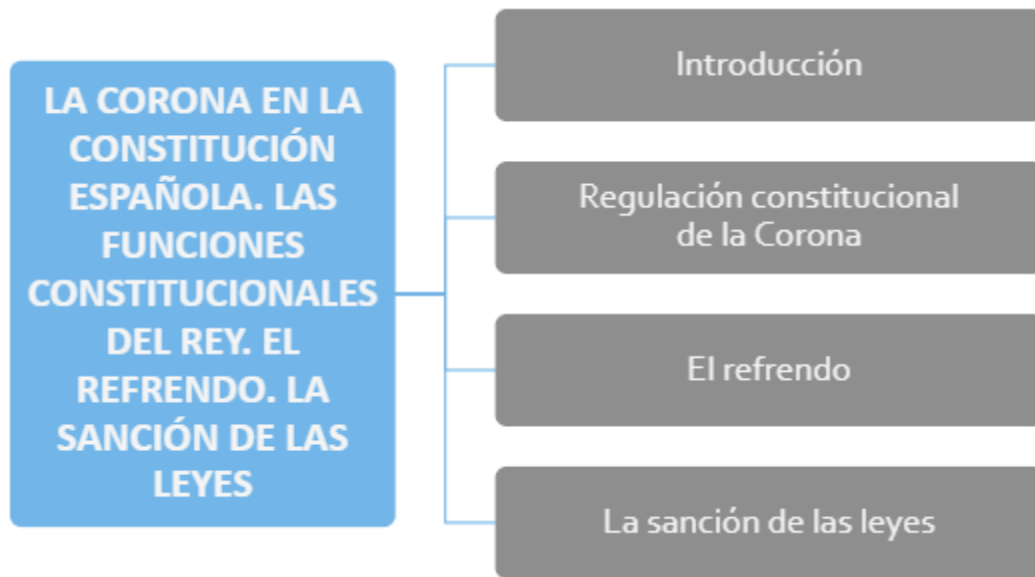 LA CORONA EN LA
CONSTITUCIÓN
ESPAÑOLA. LAS
FUNCIONES
CONSTITUCIONALES
DEL REY. EL
REFRENDO. LA
SANCIÓN DE LAS
LEYES
Introducción
Regulación constitucional
de la Corona
El refrendo
La sanción de las leyes